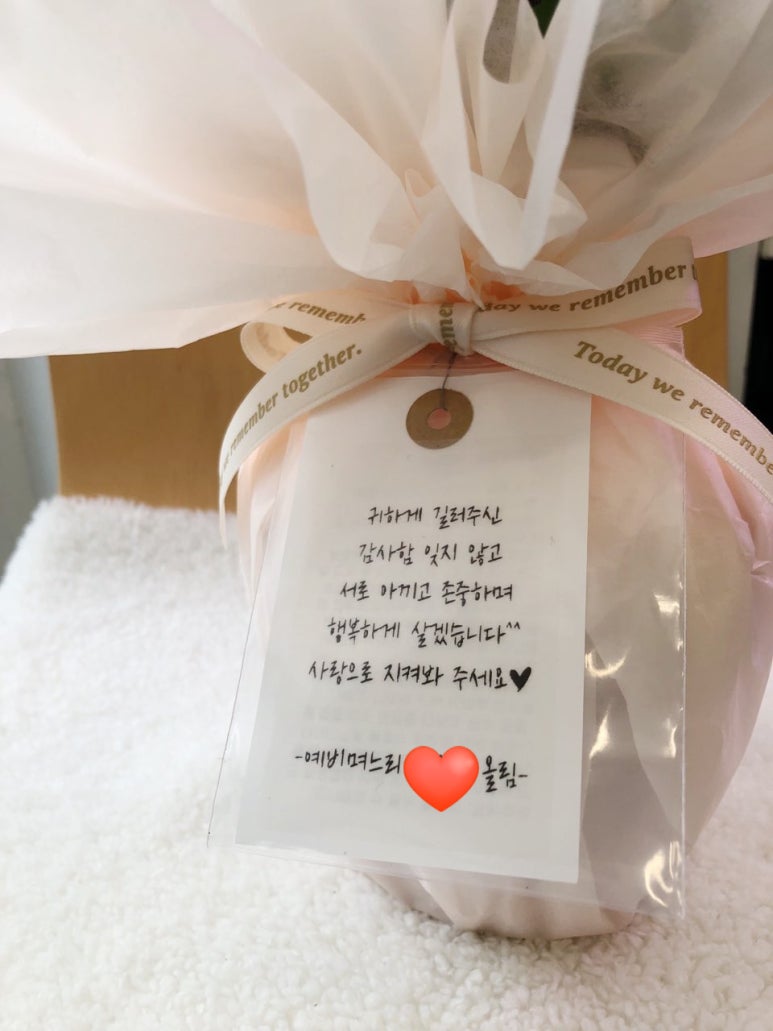 remember
day we remember
remember together.
reme
Today we remembe
귀하게 길러주신
감사함 잊지 않고
서로 아끼고 존중하며
행복하게 살겠습니다^^
사랑으로 지켜봐 주세요♥
-예비며느리 ❤ 올림-